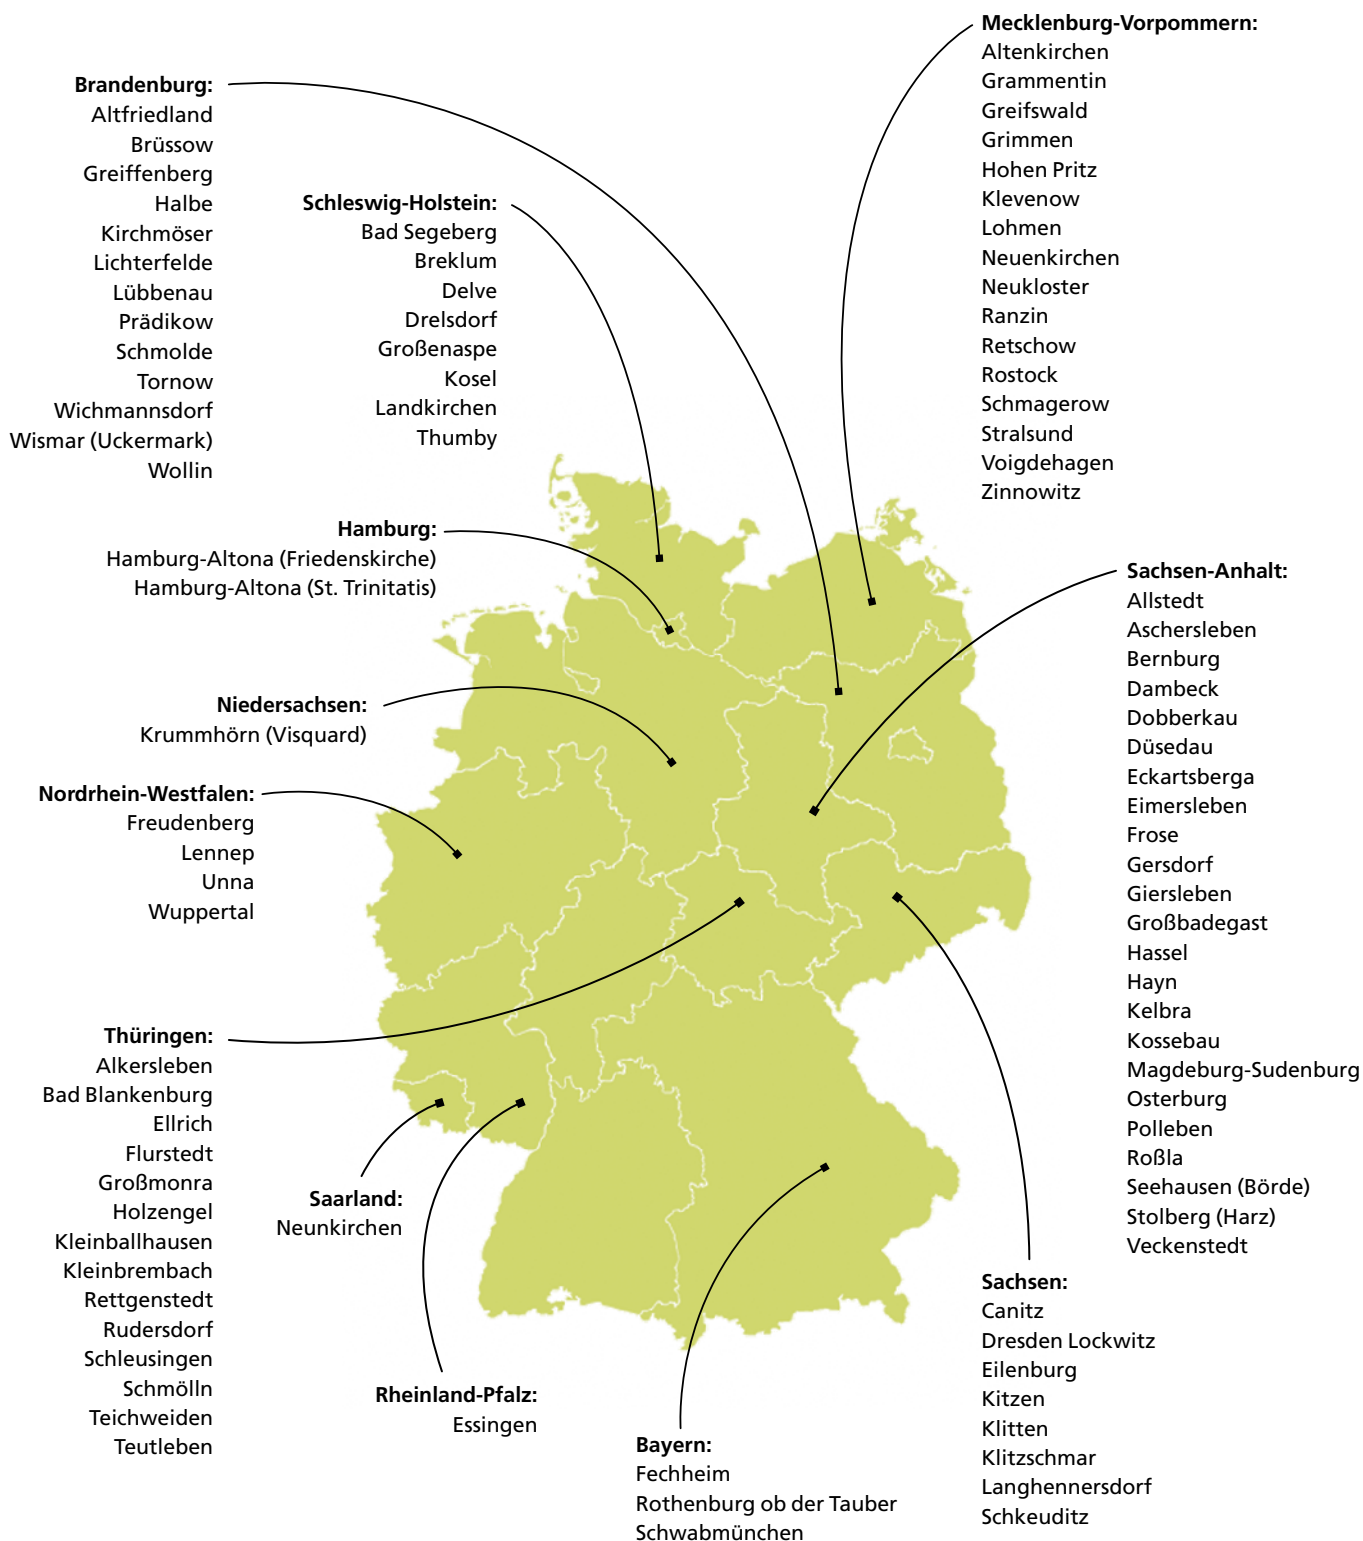 Mecklenburg-Vorpommern:
Altenkirchen
Grammentin
Greifswald
Grimmen
Hohen Pritz
Klevenow
Lohmen
Neuenkirchen
Neukloster
Ranzin
Retschow
Rostock
Schmagerow
Stralsund
Voigdehagen
Zinnowitz
Brandenburg:
Altfriedland
Brüssow
Greiffenberg
Halbe
Kirchmöser
Lichterfelde
Lübbenau
Prädikow
Schmolde
Tornow
Wichmannsdorf
Wismar (Uckermark)
Wollin
Schleswig-Holstein:
Bad Segeberg
Breklum
Delve
Drelsdorf
Großenaspe
Kosel
Landkirchen
Thumby
Hamburg:
Hamburg-Altona (Friedenskirche)
Hamburg-Altona (St. Trinitatis)
Niedersachsen:
Krummhörn (Visquard)
Nordrhein-Westfalen:
Freudenberg
Lennep
Unna
Wuppertal
Sachsen-Anhalt:
Allstedt
Aschersleben
Bernburg
Dambeck
Dobberkau
Düsedau
Eckartsberga
Eimersleben
Frose
Gersdorf
Giersleben
Großbadegast
Hassel
Hayn
Kelbra
Kossebau
Magdeburg-Sudenburg
Osterburg
Polleben
Roßla
Seehausen (Börde)
Stolberg (Harz)
Veckenstedt
Thüringen:
Alkersleben
Bad Blankenburg
Ellrich
Flurstedt
Großmonra
Holzengel
Kleinballhausen
Kleinbrembach
Rettgenstedt
Rudersdorf
Schleusingen
Schmölln
Teichweiden
Teutleben
Saarland:
Neunkirchen
Rheinland-Pfalz:
Essingen
Bayern:
Fechheim
Rothenburg ob der Tauber
Schwabmünchen
Sachsen:
Canitz
Dresden Lockwitz
Eilenburg
Kitzen
Klitten
Klitzschmar
Langhennersdorf
Schkeuditz